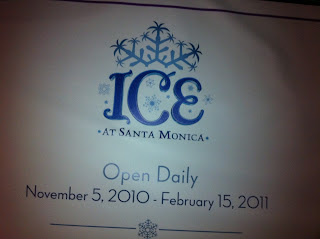 ICE
• AT SANTA MONICA •
Open Daily
November 5, 2010 - February 15, 2011